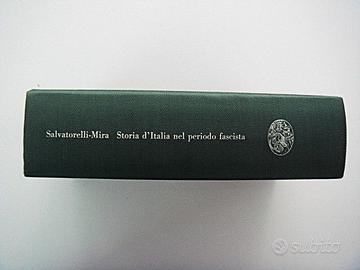 Salvatorelli-Mira Storia d'Italia nel periodo fascista
subito